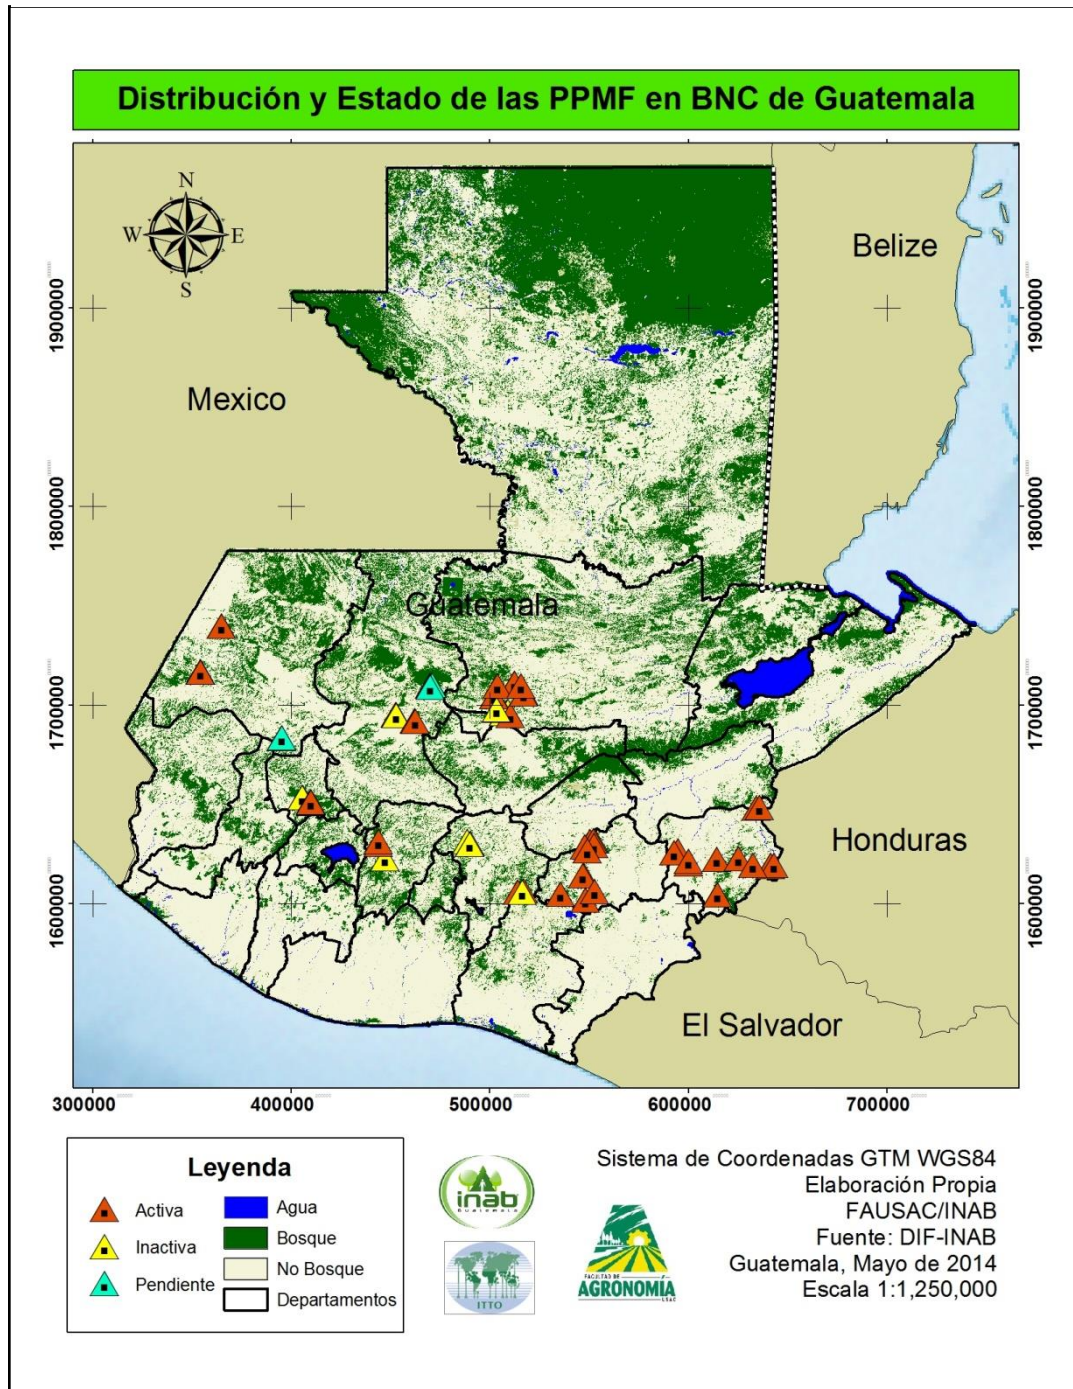 Distribución y Estado de las PPMF en BNC de Guatemala
N
W E
S
Belize
Mexico
Guatemala
Honduras
El Salvador
1900000
1800000
1700000
1600000
1900000
1800000
1700000
1600000
300000 400000 500000 600000 700000
Leyenda
Activa
Inactiva
Pendiente
Agua
Bosque
No Bosque
Departamentos
inab
Guatemala
ITTO
FACULTAD DE
AGRONOMIA
Sistema de Coordenadas GTM WGS84
Elaboración Propia
FAUSAC/INAB
Fuente: DIF-INAB
Guatemala, Mayo de 2014
Escala 1:1,250,000